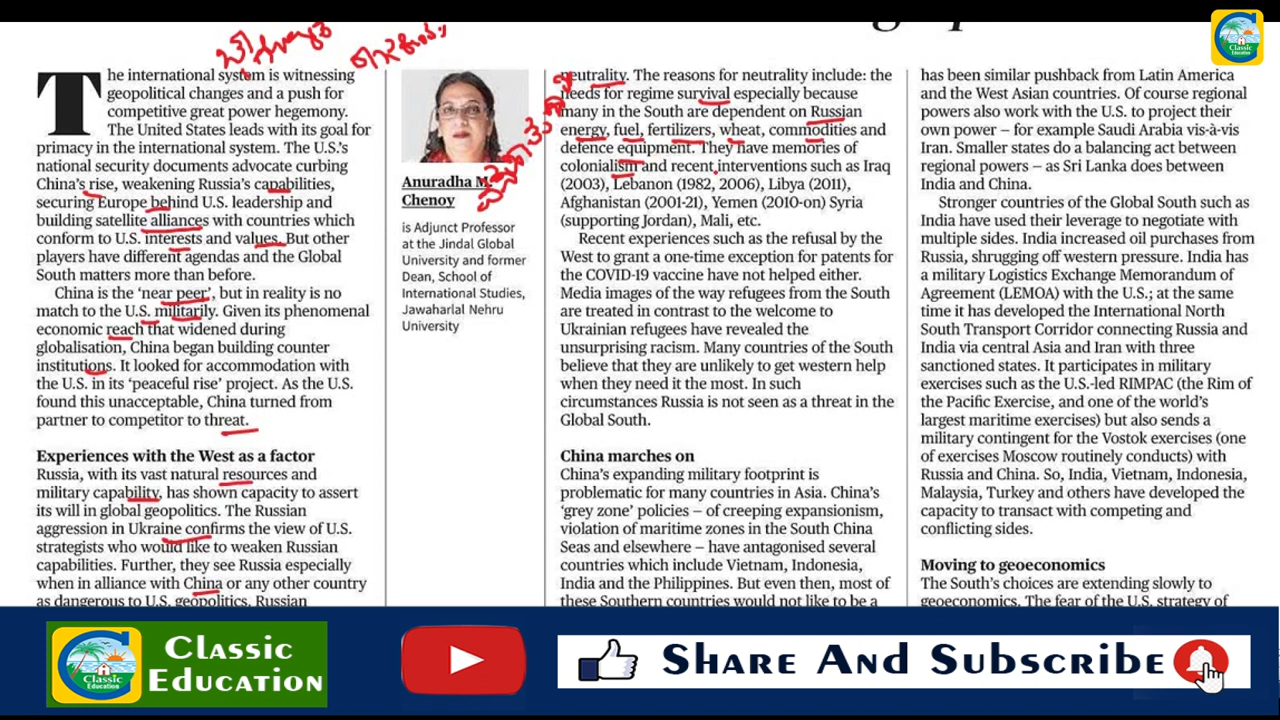 he international system is witnessing
geopolitical changes and a push for
competitive great power hegemony.
The United States leads with its goal for
primacy in the international system. The U.S.'s
national security documents advocate curbing
China's rise, weakening Russia's capabilities,
securing Europe behind U.S. leadership and
building satellite alliances with countries which
conform to U.S. interests and values. But other
players have different agendas and the Global
South matters more than before.
China is the 'near peer', but in reality is no
match to the U.S. militarily. Given its phenomenal
economic reach that widened during
globalisation, China began building counter
institutions. It looked for accommodation with
the U.S. in its 'peaceful rise' project. As the U.S.
found this unacceptable, China turned from
partner to competitor to threat.
Experiences with the West as a factor
Russia, with its vast natural resources and
military capability, has shown capacity to assert
its will in global geopolitics. The Russian
aggression in Ukraine confirms the view of U.S.
strategists who would like to weaken Russian
capabilities. Further, they see Russia especially
when in alliance with China or any other country
as dangerous to U.S. geopolitics. Russian
Anuradha M.
Chenoy
is Adjunct Professor
at the Jindal Global
University and former
Dean, School of
International Studies,
Jawaharlal Nehru
University
neutrality. The reasons for neutrality include: the
needs for regime survival especially because
many in the South are dependent on Russian
energy, fuel, fertilizers, wheat, commodities and
defence equipment. They have memories of
colonialism and recent interventions such as Iraq
(2003), Lebanon (1982, 2006), Libya (2011),
Afghanistan (2001-21), Yemen (2010-on) Syria
(supporting Jordan), Mali, etc.
Recent experiences such as the refusal by the
West to grant a one-time exception for patents for
the COVID-19 vaccine have not helped either.
Media images of the way refugees from the South
are treated in contrast to the welcome to
Ukrainian refugees have revealed the
unsurprising racism. Many countries of the South
believe that they are unlikely to get western help
when they need it the most. In such
circumstances Russia is not seen as a threat in the
Global South.
China marches on
China's expanding military footprint is
problematic for many countries in Asia. China's
'grey zone' policies – of creeping expansionism,
violation of maritime zones in the South China
Seas and elsewhere – have antagonised several
countries which include Vietnam, Indonesia,
India and the Philippines. But even then, most of
these Southern countries would not like to be a
has been similar pushback from Latin America
and the West Asian countries. Of course regional
powers also work with the U.S. to project their
own power – for example Saudi Arabia vis-à-vis
Iran. Smaller states do a balancing act between
regional powers – as Sri Lanka does between
India and China.
Stronger countries of the Global South such as
India have used their leverage to negotiate with
multiple sides. India increased oil purchases from
Russia, shrugging off western pressure. India has
a military Logistics Exchange Memorandum of
Agreement (LEMOA) with the U.S.; at the same
time it has developed the International North
South Transport Corridor connecting Russia and
India via central Asia and Iran with three
sanctioned states. It participates in military
exercises such as the U.S.-led RIMPAC (the Rim of
the Pacific Exercise, and one of the world's
largest maritime exercises) but also sends a
military contingent for the Vostok exercises (one
of exercises Moscow routinely conducts) with
Russia and China. So, India, Vietnam, Indonesia,
Malaysia, Turkey and others have developed the
capacity to transact with competing and
conflicting sides.
Moving to geoeconomics
The South's choices are extending slowly to
geoeconomics. The fear of the U.S. strategy of
Classic
Education
Classic
Education
Classic
Education
Share And Subscribe